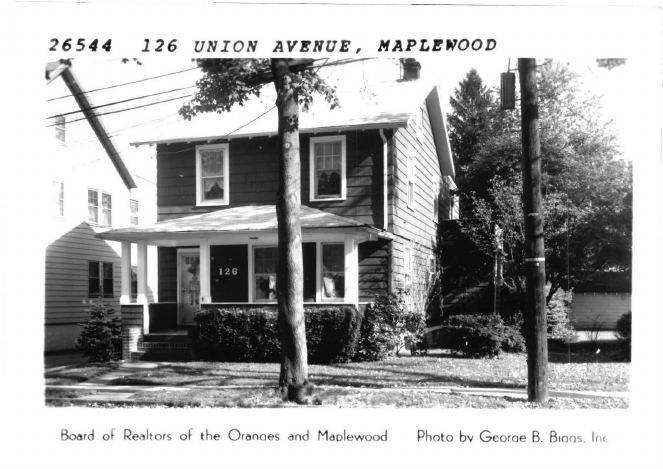 26544 126 UNION AVENUE, MAPLEWOOD
126
Board of Realtors of the Oranges and Maplewood Photo by George B. Biggs, Inc.